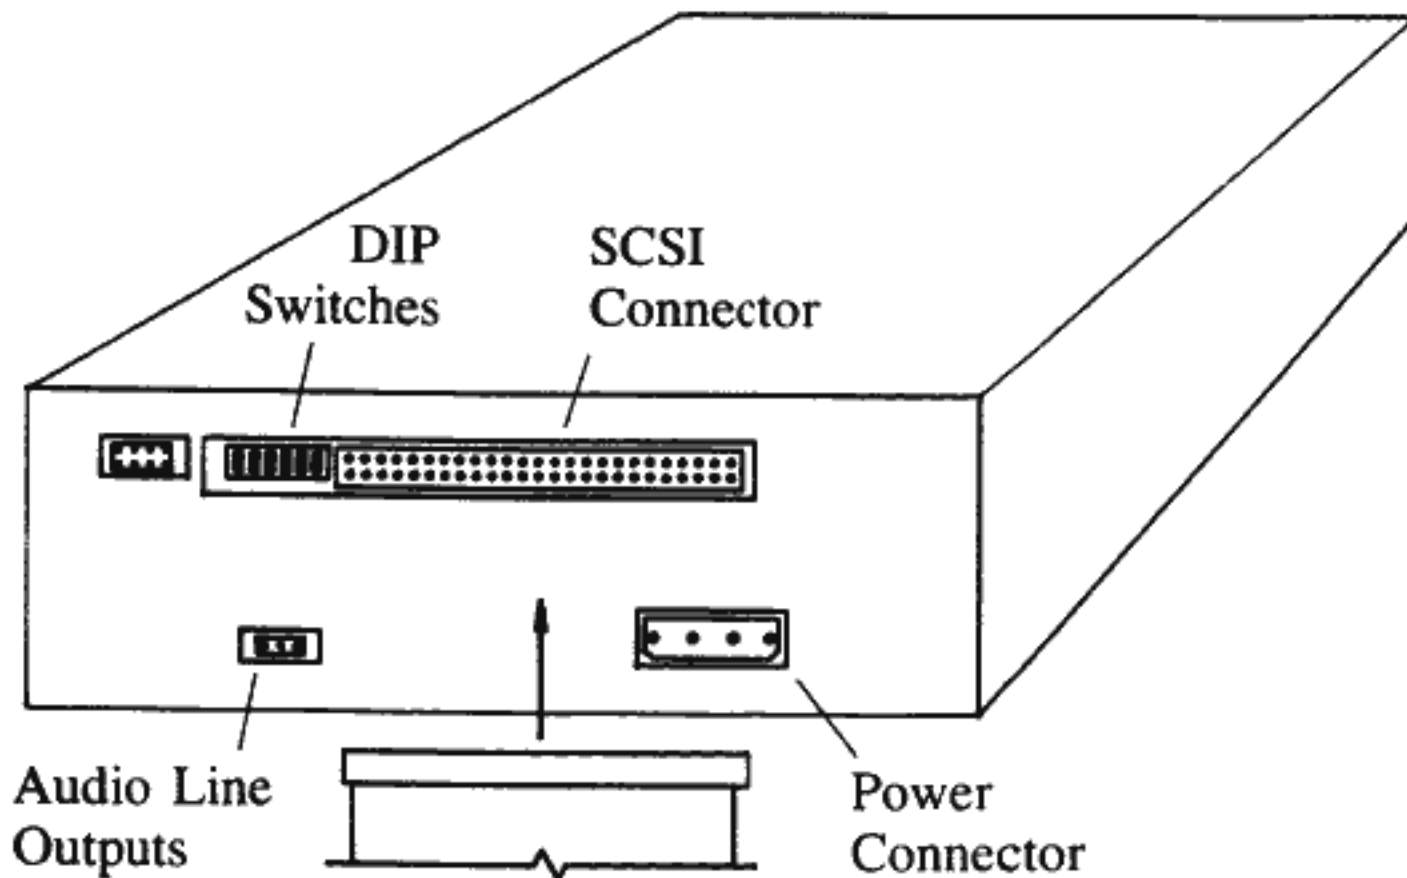 DIP
Switches
SCSI
Connector
Audio Line
Outputs
Power
Connector